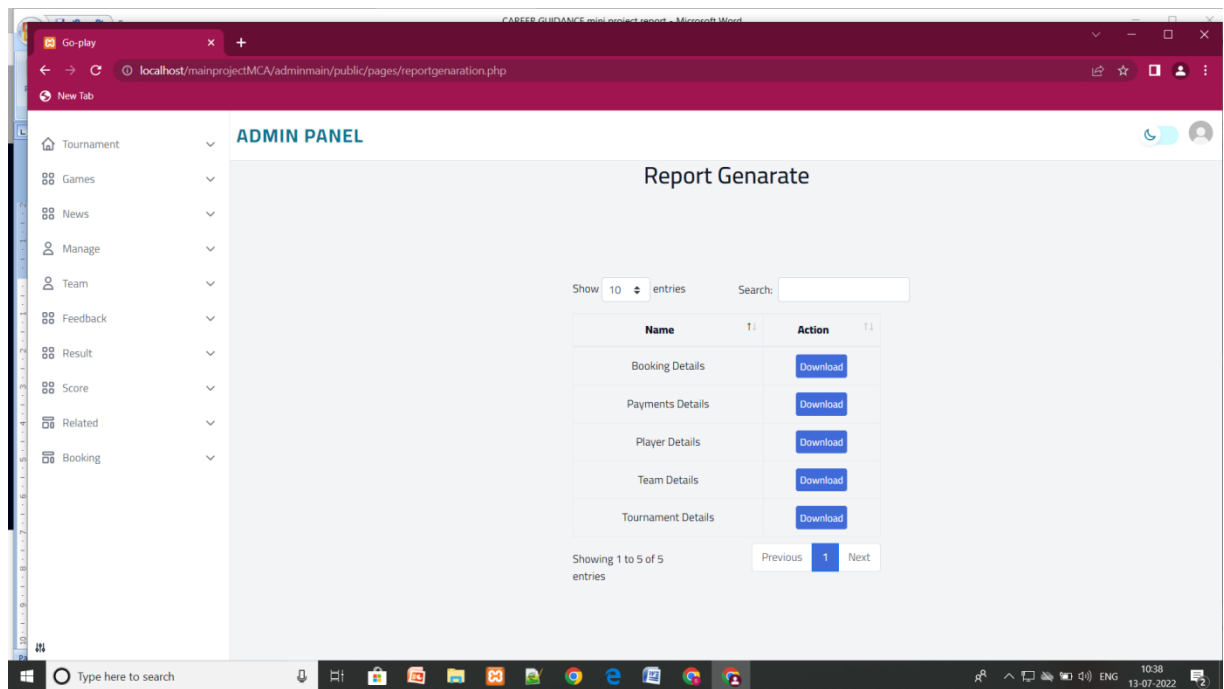 CAREER GUIDANCE mini project report - Microsoft Word
Go-play
localhost/mainprojectMCA/adminmain/public/pages/reportgenaration.php
New Tab
Tournament
Games
News
Manage
Team
Feedback
Result
Score
Related
Booking
ADMIN PANEL
Report Genarate
Show 10 entries Search:
Name Action
Booking Details Download
Payments Details Download
Player Details Download
Team Details Download
Tournament Details Download
Showing 1 to 5 of 5 entries
Previous 1 Next
Type here to search
ENG
10:38
13-07-2022
2